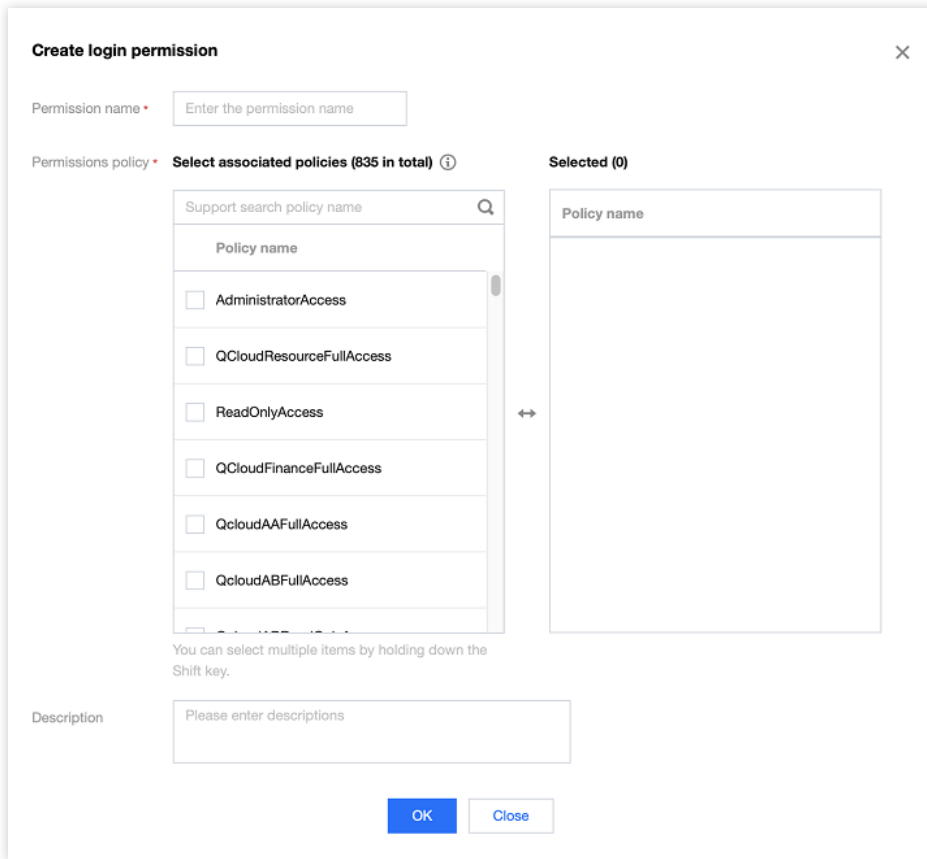 Create login permission
Permission name *
Enter the permission name
Permissions policy *
Select associated policies (835 in total)
Selected (0)
Support search policy name
Policy name
Policy name
AdministratorAccess
QCloudResourceFullAccess
ReadOnlyAccess
QCloudFinanceFullAccess
QcloudAAFullAccess
QcloudABFullAccess
You can select multiple items by holding down the
Shift key.
Description
Please enter descriptions
OK
Close